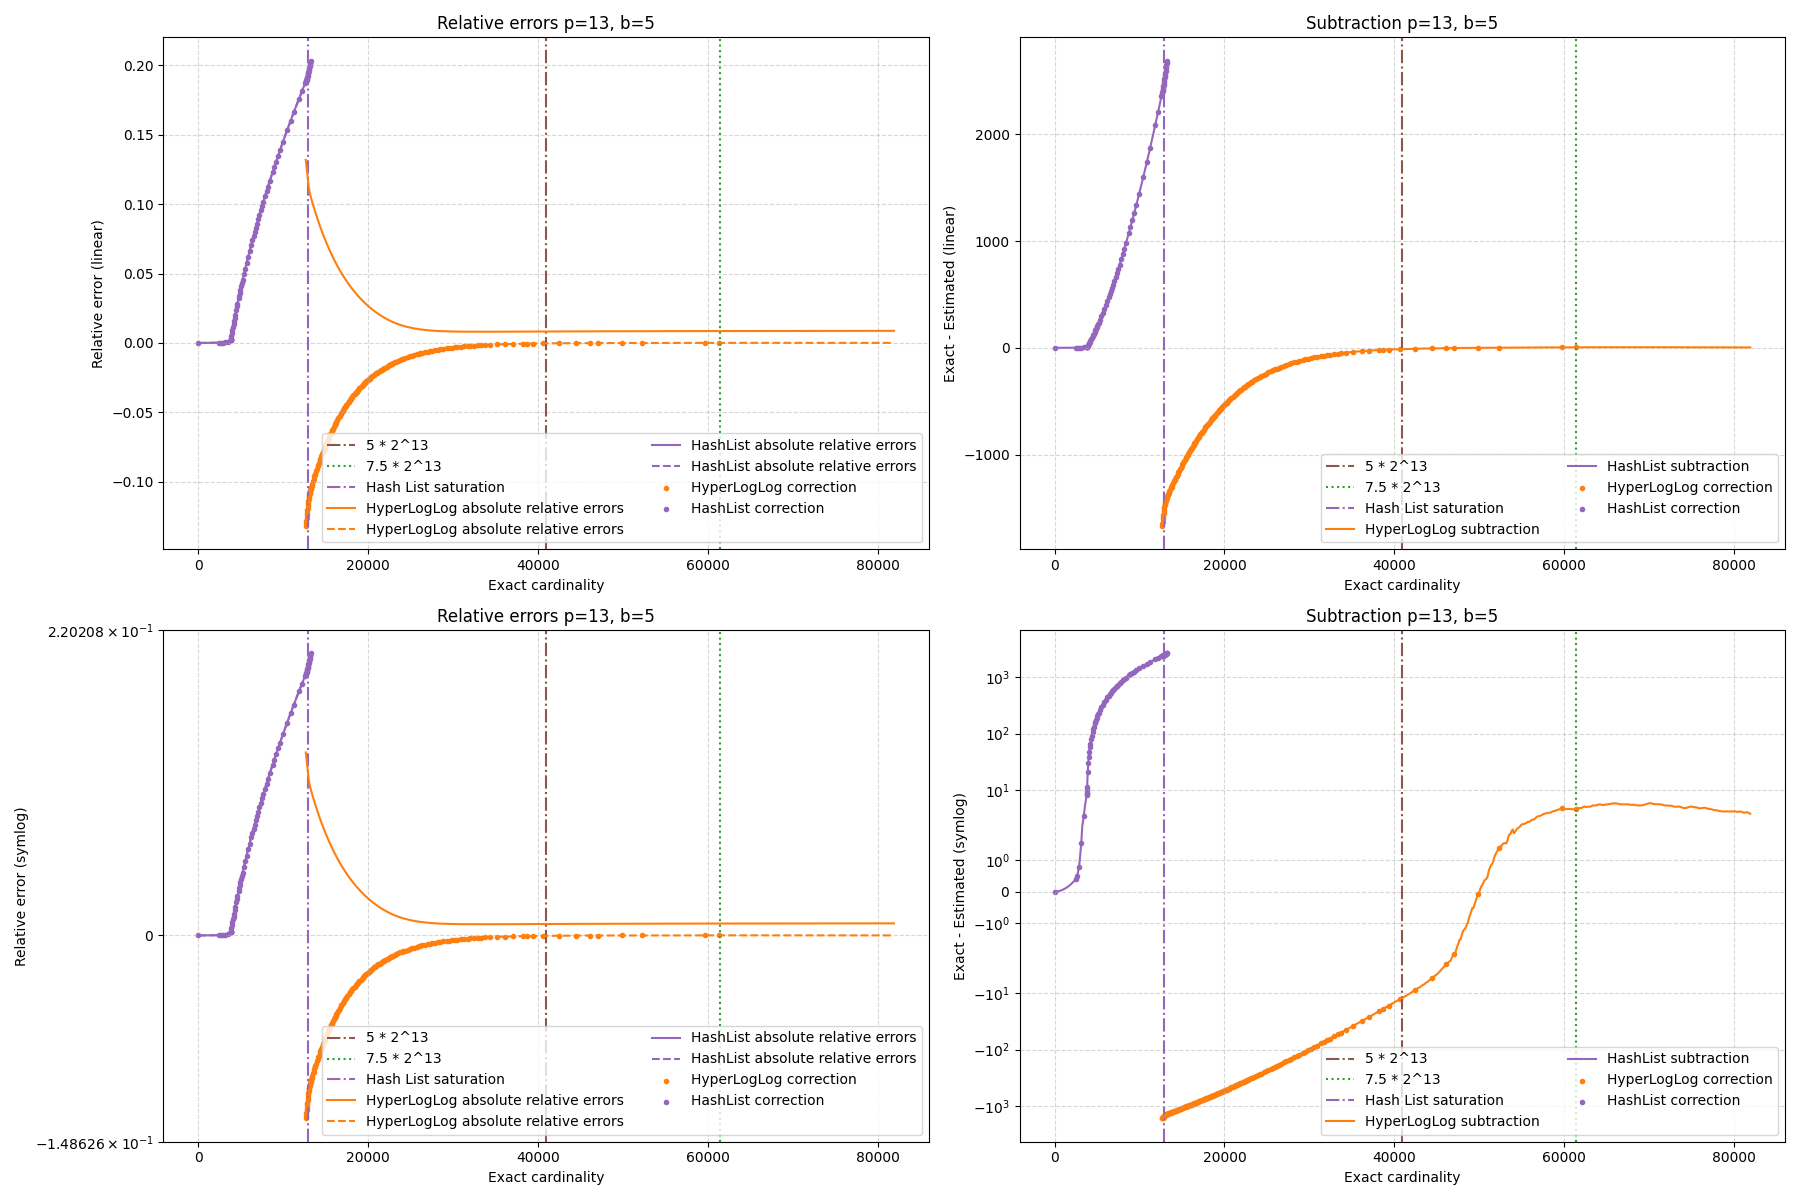 Relative errors p=13, b=5
0.20
0.15
0.10
0.05
0.00
−0.05
−0.10
Relative error (linear)
5 * 2^13
7.5 * 2^13
Hash List saturation
HyperLogLog absolute relative errors
HyperLogLog absolute relative errors
HashList absolute relative errors
HashList absolute relative errors
HyperLogLog correction
HashList correction
0 20000 40000 60000 80000
Exact cardinality
Subtraction p=13, b=5
2000
1000
0
−1000
Exact - Estimated (linear)
5 * 2^13
7.5 * 2^13
Hash List saturation
HyperLogLog subtraction
HashList subtraction
HyperLogLog correction
HashList correction
0 20000 40000 60000 80000
Exact cardinality
Relative errors p=13, b=5
2.20208 × 10^-1
0
−1.48626 × 10^-1
Relative error (symlog)
5 * 2^13
7.5 * 2^13
Hash List saturation
HyperLogLog absolute relative errors
HyperLogLog absolute relative errors
HashList absolute relative errors
HashList absolute relative errors
HyperLogLog correction
HashList correction
0 20000 40000 60000 80000
Exact cardinality
Subtraction p=13, b=5
10^3
10^2
10^1
10^0
0
−10^0
−10^1
−10^2
−10^3
Exact - Estimated (symlog)
5 * 2^13
7.5 * 2^13
Hash List saturation
HyperLogLog subtraction
HashList subtraction
HyperLogLog correction
HashList correction
0 20000 40000 60000 80000
Exact cardinality